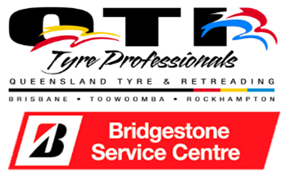 QTR
Tyre Professionals
QUEENSLAND TYRE & RETREADING
BRISBANE • TOOWOOMBA • ROCKHAMPTON
B Bridgestone
Service Centre